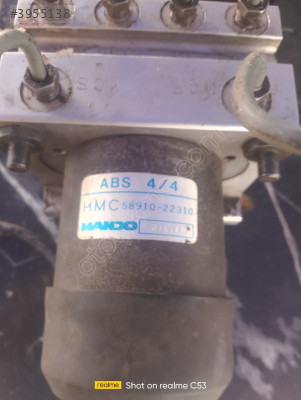 #3955138
ABS 4/4
HMC 58910-22310
MANDO
realme
Shot on realme C53